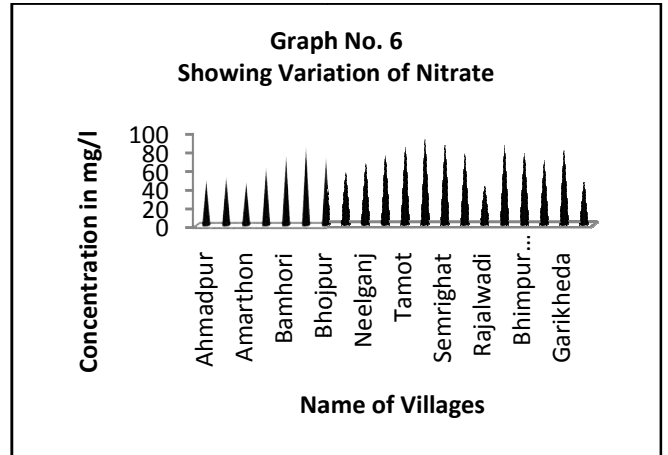 Graph No. 6
Showing Variation of Nitrate
Concentration in mg/l
100
80
60
40
20
0
Ahmadpur
Amarthon
Bamhori
Bhojpur
Neelganj
Tamot
Semrighat
Rajalwadi
Bhimpur...
Garikheda
Name of Villages